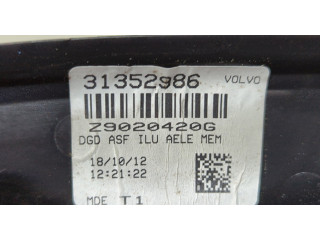 31352986 VOLVO
Z9020420G
DGD ASF ILU AELE MEM
18/10/12
12:21:22
MDE T1